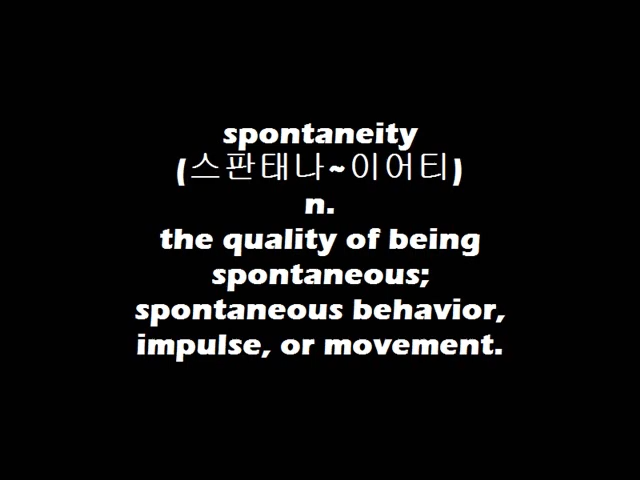 spontaneity
(스판태나~이어티)
n.
the quality of being
spontaneous;
spontaneous behavior,
impulse, or movement.